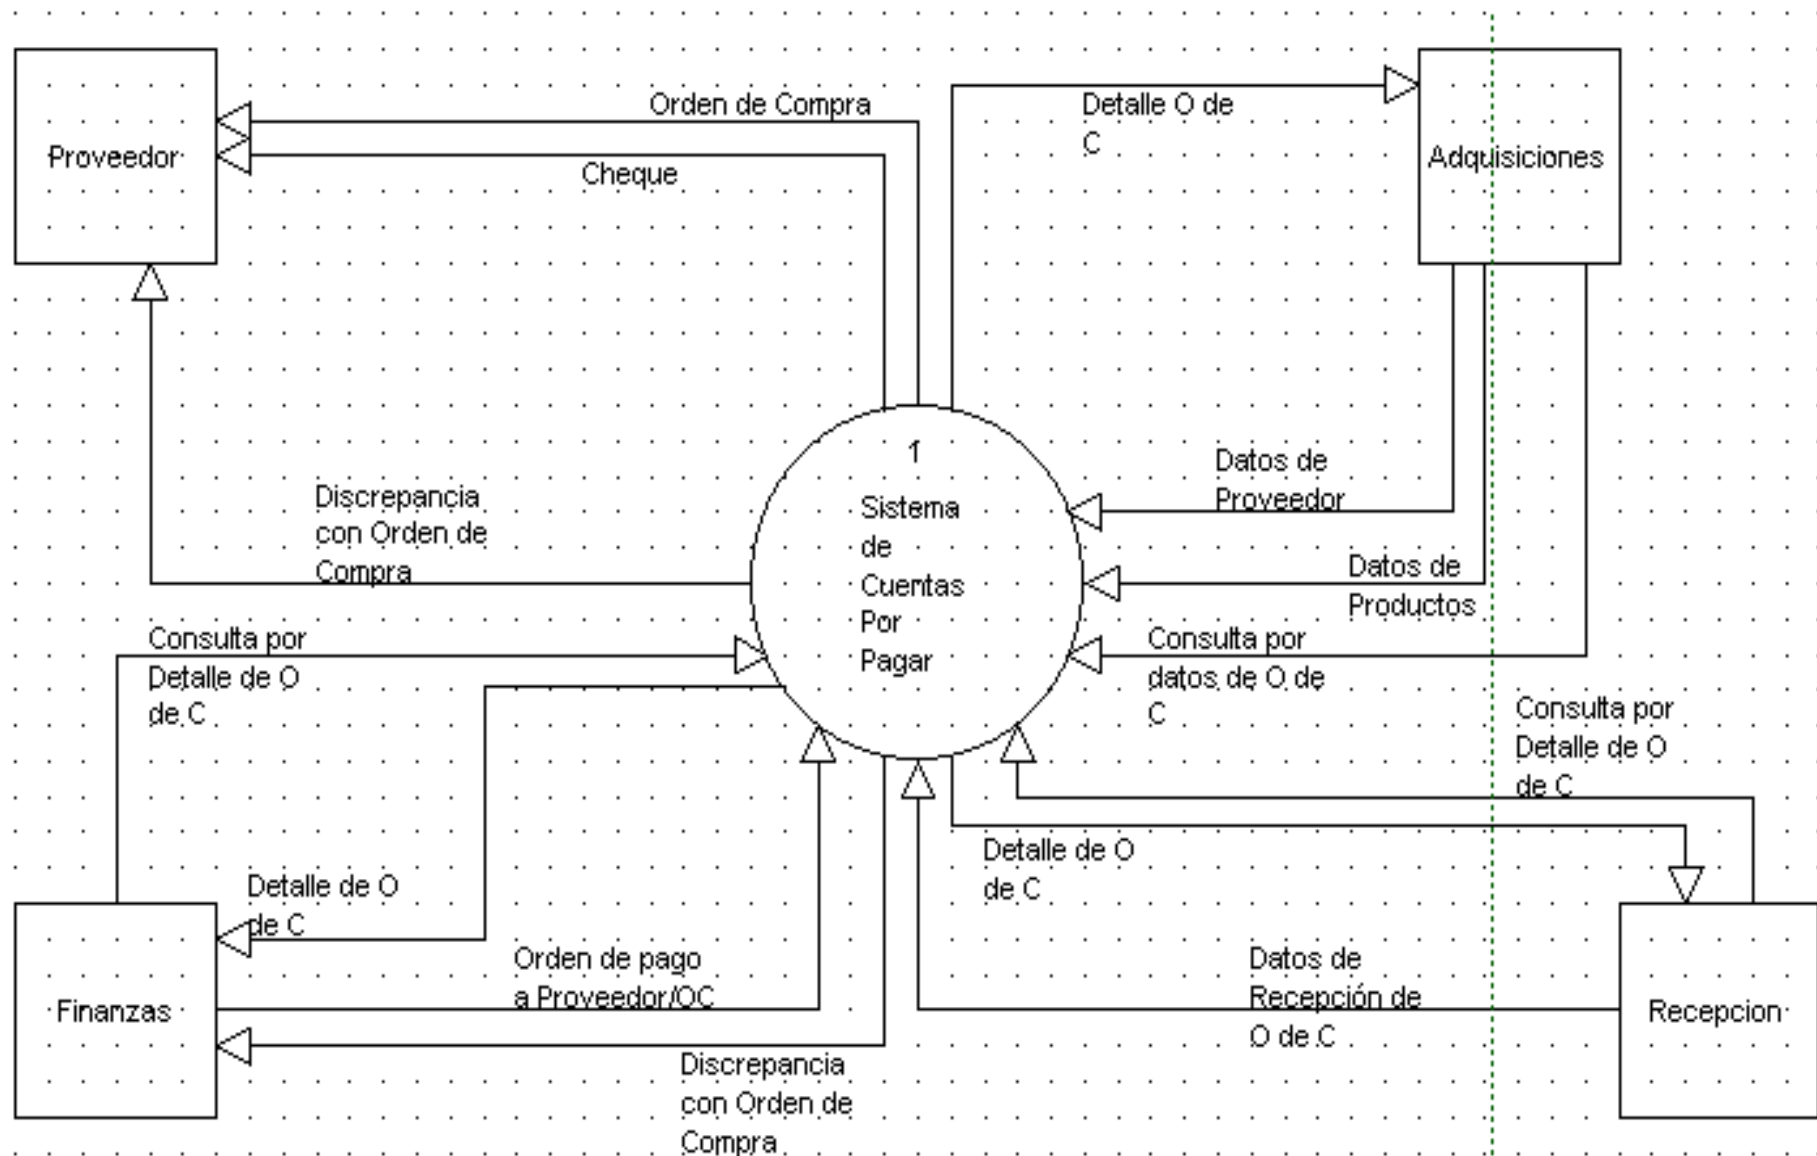 Orden de Compra
Detalle O de
C
Proveedor
Cheque
Adquisiciones
1
Sistema
de
Cuentas
Por
Pagar
Datos de
Proveedor
Discrepancia
con Orden de
Compra
Datos de
Productos
Consulta por
Detalle de O
de C
Consulta por
datos de O de
C
Consulta por
Detalle de O
de C
Detalle de O
de C
Detalle de O
de C
Orden de pago
a Proveedor/OC
Datos de
Recepción de
O de C
Finanzas
Recepcion
Discrepancia
con Orden de
Compra